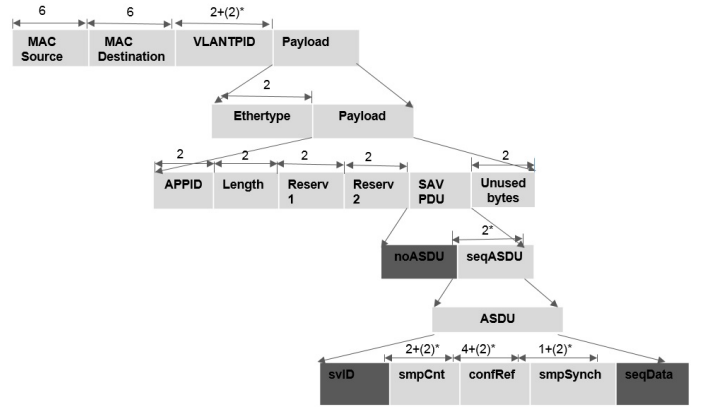 6 6 2+(2)*
MAC Source MAC Destination VLANTPID Payload
2
Ethertype Payload
2 2 2 2 2
APPID Length Reserv 1 Reserv 2 SAV PDU Unused bytes
2*
noASDU seqASDU
ASDU
2+(2)* 4+(2)* 1+(2)*
svID smpCnt confRef smpSynch seqData